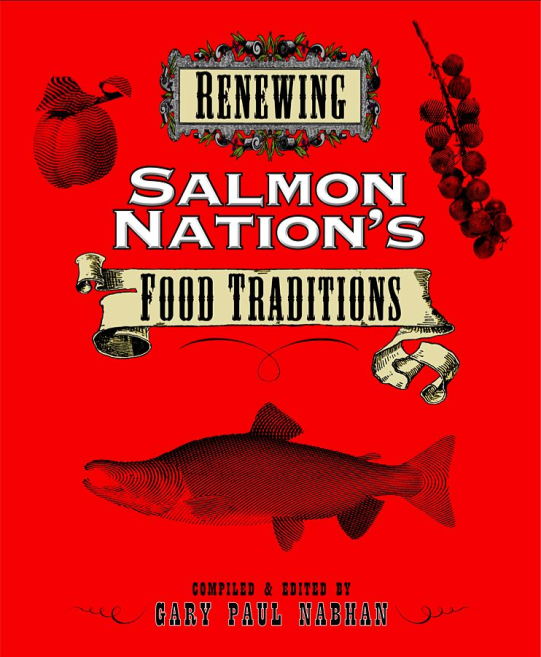 RENEWING
SALMON
NATION'S
FOOD TRADITIONS
COMPILED & EDITED BY
GARY PAUL NABHAN